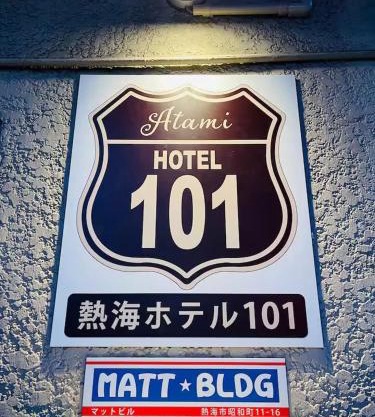 Atami
HOTEL
101
熱海ホテル101
MATT★BLDG
マットビル 熱海市昭和町11-16